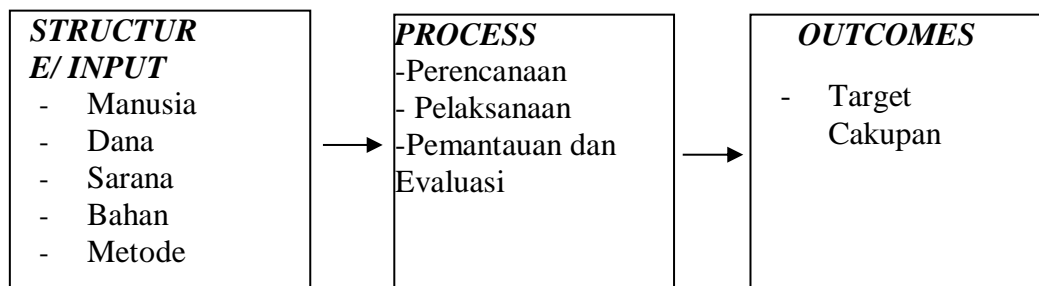 STRUCTUR
E/ INPUT
- Manusia
- Dana
- Sarana
- Bahan
- Metode
PROCESS
-Perencanaan
- Pelaksanaan
-Pemantauan dan
Evaluasi
OUTCOMES
- Target
Cakupan